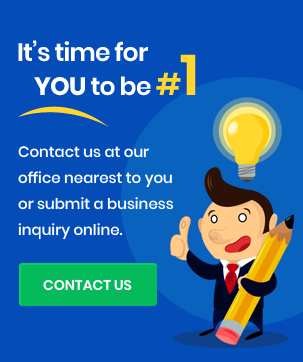 It's time for
YOU to be #1
Contact us at our
office nearest to you
or submit a business
inquiry online.
CONTACT US